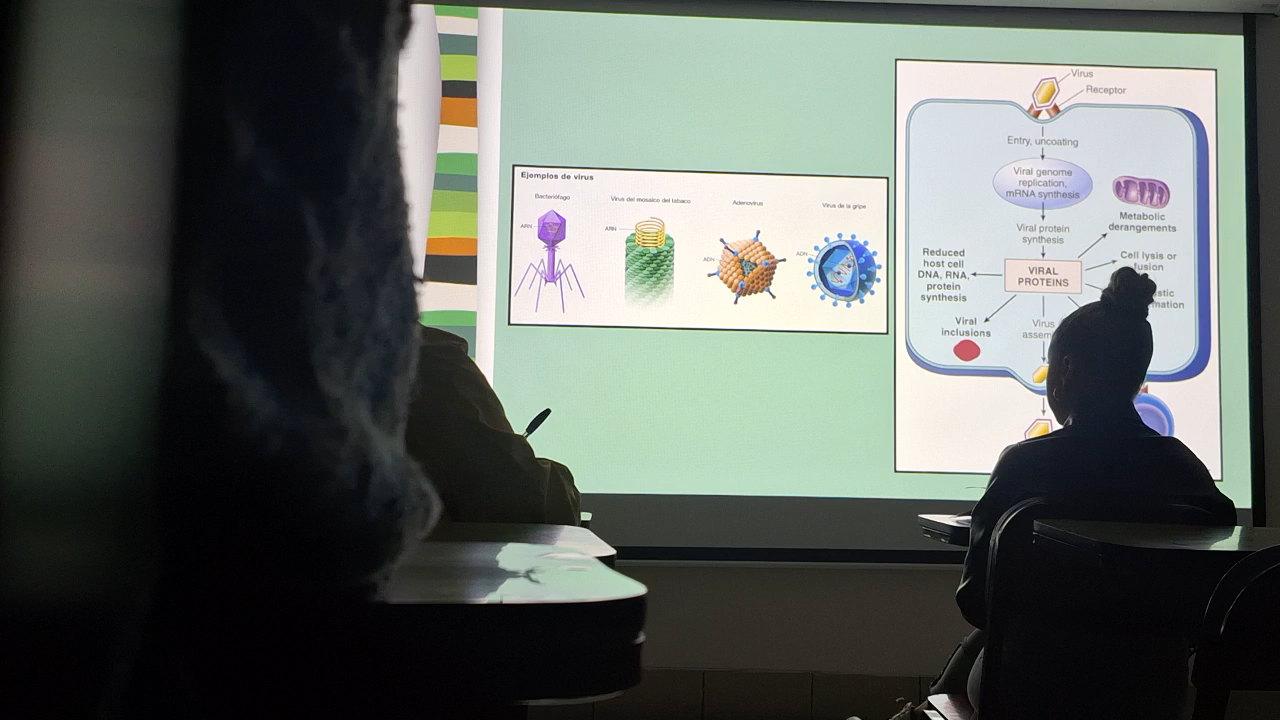 Ejemplos de virus
Bacteriófago
Virus del mosaico del tabaco
Adenovirus
Virus de la gripe
ARN
ARN
ADN
ADN
Virus
Receptor
Entry, uncoating
Viral genome
replication,
mRNA synthesis
Metabolic
derangements
Viral protein
synthesis
Reduced
host cell
DNA, RNA,
protein
synthesis
VIRAL
PROTEINS
Cell lysis or
fusion
Viral
inclusions
Virus